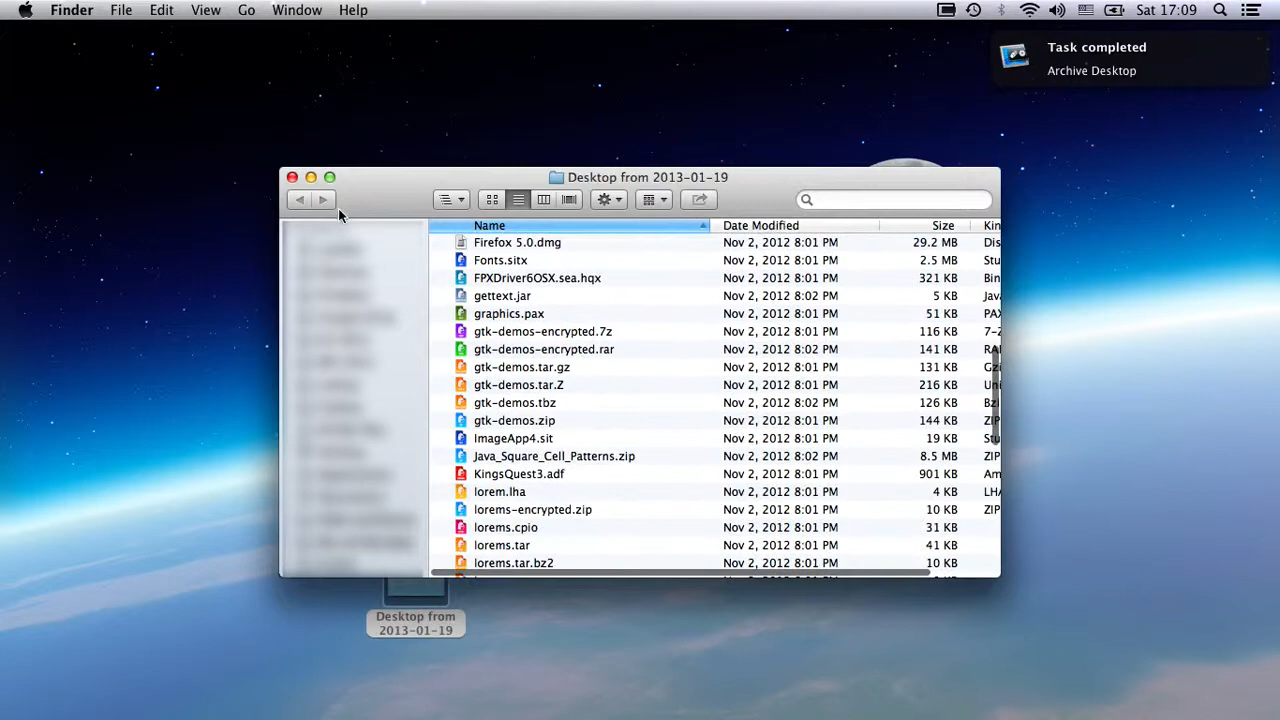 Finder File Edit View Go Window Help Sat 17:09
Task completed
Archive Desktop
Desktop from 2013-01-19
Name Date Modified Size Kin
Firefox 5.0.dmg Nov 2, 2012 8:01 PM 29.2 MB Dis
Fonts.sitx Nov 2, 2012 8:01 PM 2.5 MB Stu
FPXDriver6OSX.sea.hqx Nov 2, 2012 8:01 PM 321 KB Bin
gettext.jar Nov 2, 2012 8:02 PM 5 KB Java
graphics.pax Nov 2, 2012 8:01 PM 51 KB PAX
gtk-demos-encrypted.7z Nov 2, 2012 8:01 PM 116 KB 7-Z
gtk-demos-encrypted.rar Nov 2, 2012 8:02 PM 141 KB RAR
gtk-demos.tar.gz Nov 2, 2012 8:01 PM 131 KB Gzi
gtk-demos.tar.Z Nov 2, 2012 8:02 PM 216 KB Uni
gtk-demos.tbz Nov 2, 2012 8:02 PM 126 KB Bzi
gtk-demos.zip Nov 2, 2012 8:01 PM 144 KB ZIP
ImageApp4.sit Nov 2, 2012 8:01 PM 19 KB Stu
Java_Square_Cell_Patterns.zip Nov 2, 2012 8:01 PM 8.5 MB ZIP
KingsQuest3.adf Nov 2, 2012 8:01 PM 901 KB Am
lorem.lha Nov 2, 2012 8:01 PM 4 KB LHA
lorems-encrypted.zip Nov 2, 2012 8:01 PM 10 KB ZIP
lorems.cpio Nov 2, 2012 8:01 PM 31 KB
lorems.tar Nov 2, 2012 8:01 PM 41 KB
lorems.tar.bz2 Nov 2, 2012 8:01 PM 10 KB
Desktop from
2013-01-19